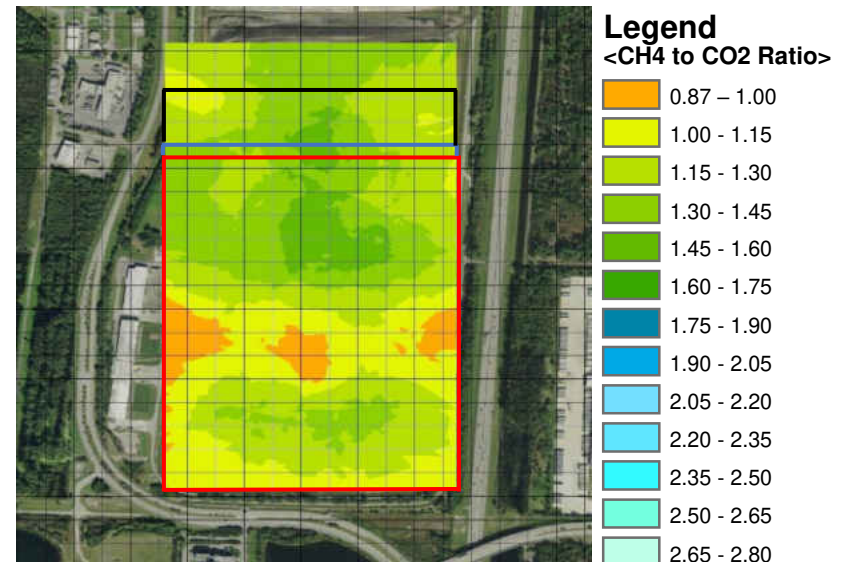 Legend
<CH4 to CO2 Ratio>
0.87 – 1.00
1.00 - 1.15
1.15 - 1.30
1.30 - 1.45
1.45 - 1.60
1.60 - 1.75
1.75 - 1.90
1.90 - 2.05
2.05 - 2.20
2.20 - 2.35
2.35 - 2.50
2.50 - 2.65
2.65 - 2.80